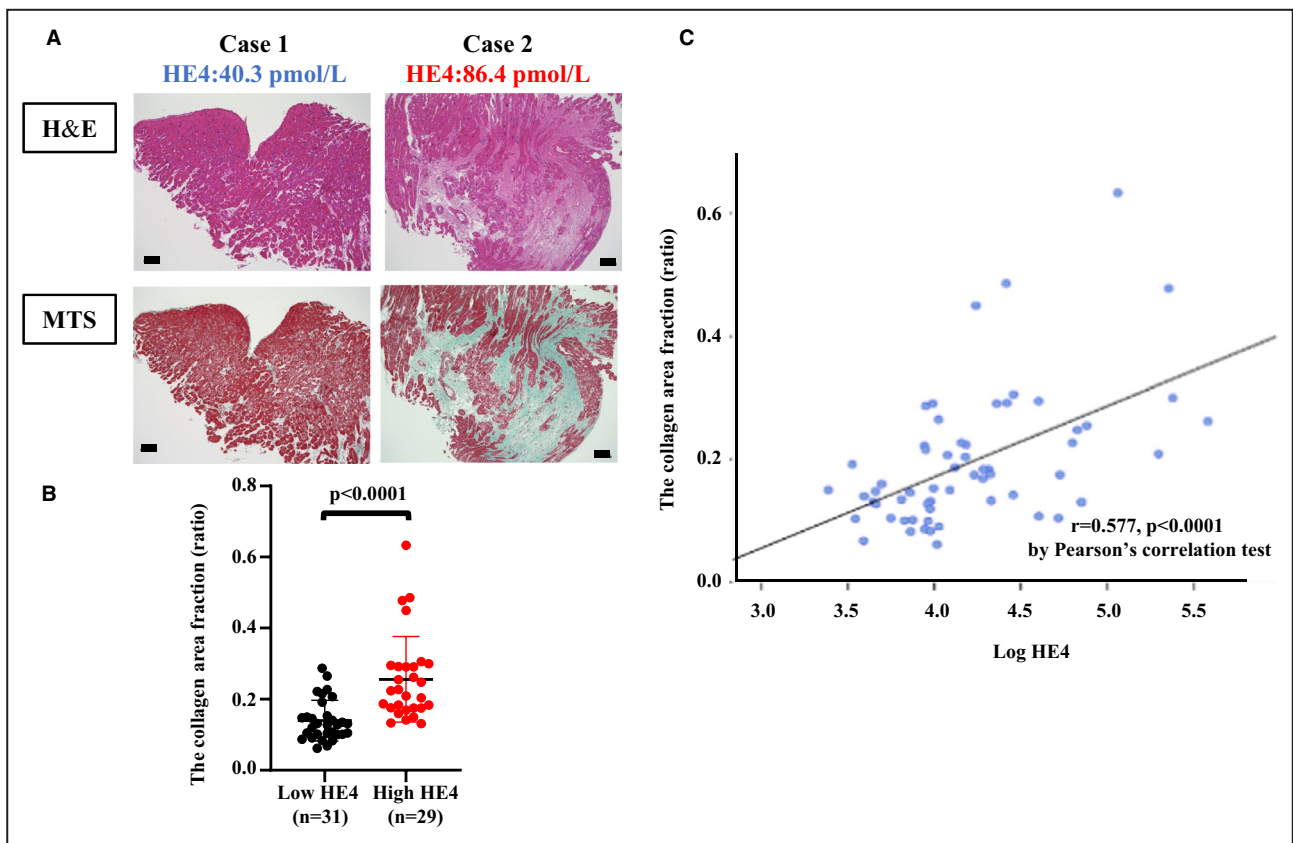 A
Case 1
HE4:40.3 pmol/L
Case 2
HE4:86.4 pmol/L
H&E
MTS
B
The collagen area fraction (ratio)
0.8
0.6
0.4
0.2
0.0
p<0.0001
Low HE4
(n=31)
High HE4
(n=29)
C
The collagen area fraction (ratio)
0.6
0.4
0.2
0.0
r=0.577, p<0.0001
by Pearson's correlation test
3.0
3.5
4.0
4.5
5.0
5.5
Log HE4